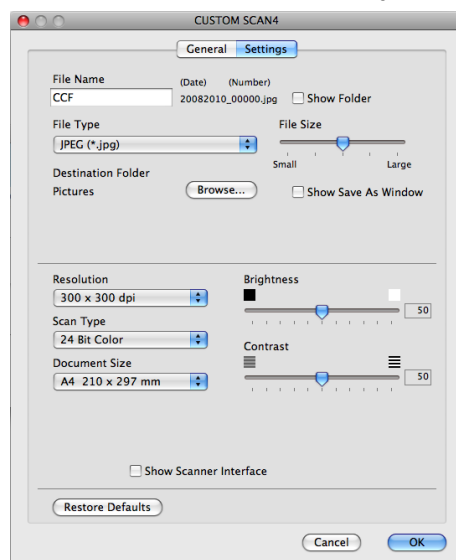 CUSTOM SCAN4
General Settings
File Name
(Date) (Number)
CCF
20082010_00000.jpg
Show Folder
File Type
File Size
JPEG (*.jpg)
Small Large
Destination Folder
Pictures
Browse...
Show Save As Window
Resolution
Brightness
300 x 300 dpi
50
Scan Type
24 Bit Color
Contrast
Document Size
A4 210 x 297 mm
50
Show Scanner Interface
Restore Defaults
Cancel OK